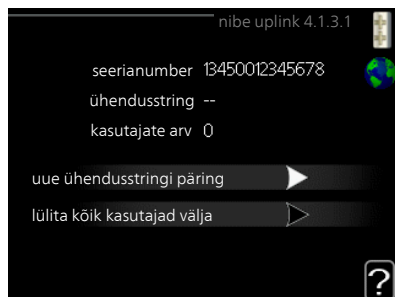 nibe uplink 4.1.3.1
seerianumber 13450012345678
ühendusstring --
kasutajate arv 0
uue ühendusstringi päring
lülita kõik kasutajad välja
?